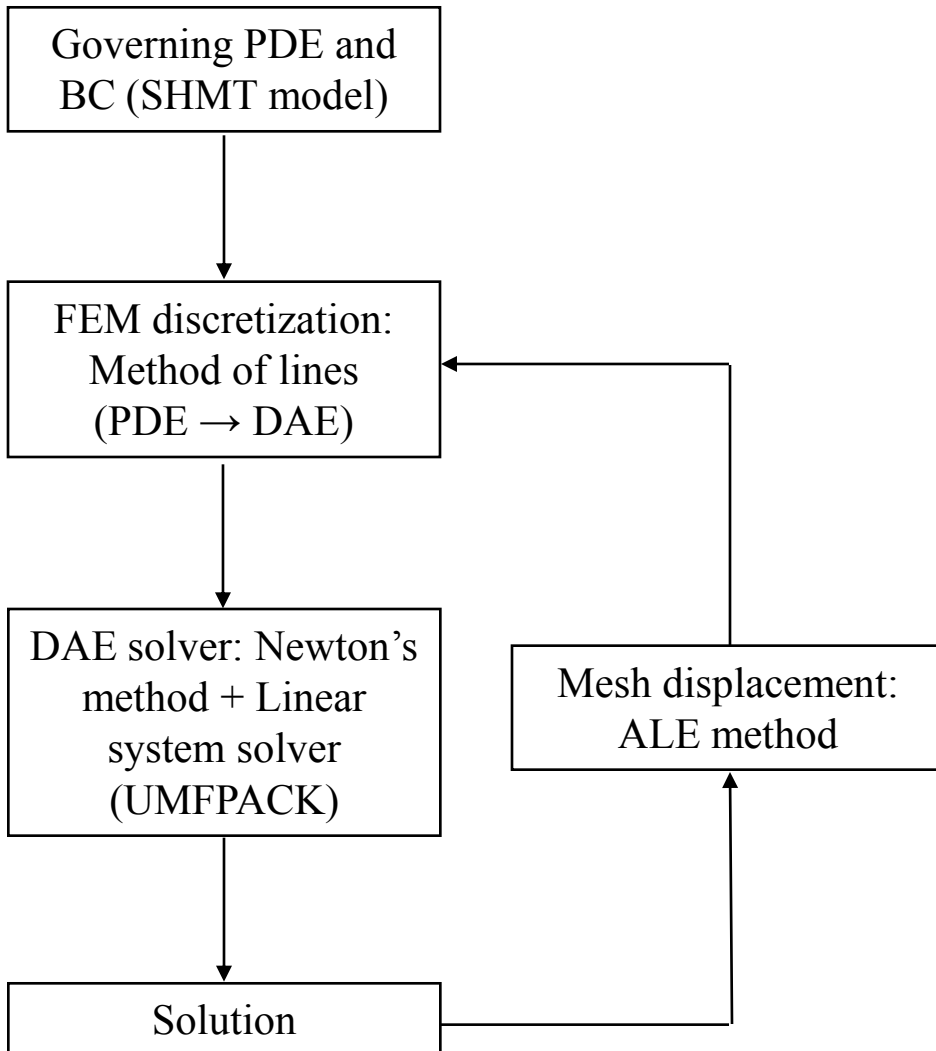 Governing PDE and
BC (SHMT model)
FEM discretization:
Method of lines
(PDE → DAE)
DAE solver: Newton’s
method + Linear
system solver
(UMFPACK)
Mesh displacement:
ALE method
Solution